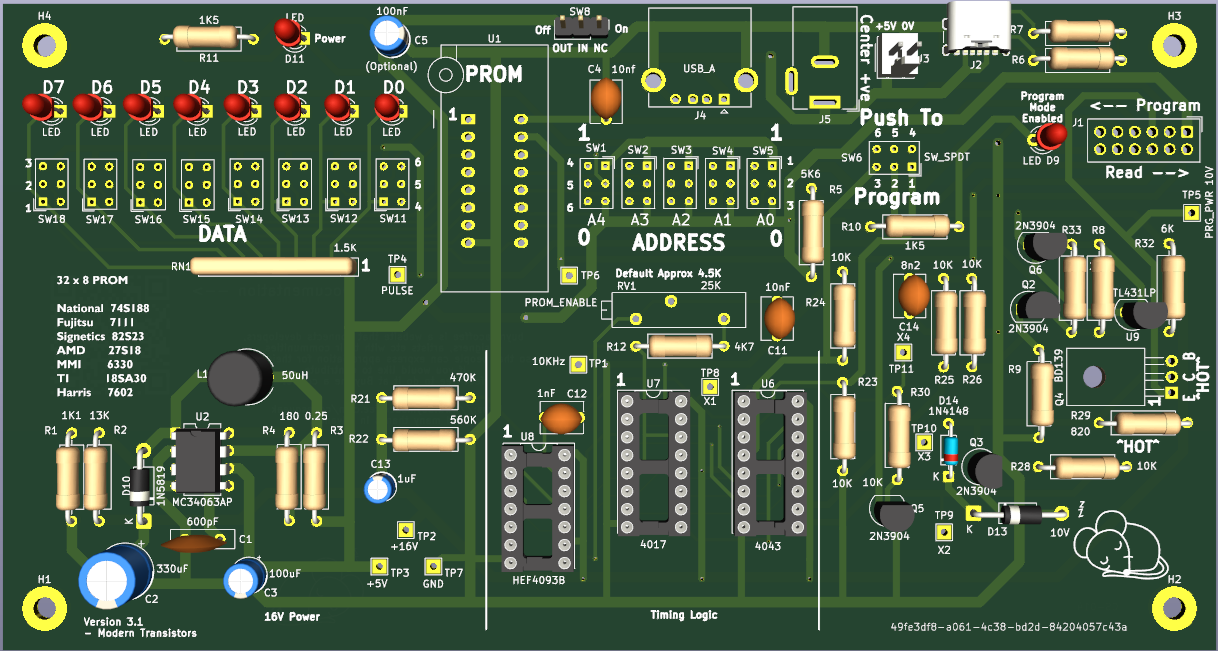 H4
1K5
R11
LED
Power
D11
100nF
C5
(Optional)
U1
PROM
1
SW8
Off
On
OUT IN NC
C4 10nf
USB_A
J4
J5
Center +ve
+5V 0V
J3
J2
R7
R6
H3
D7 D6 D5 D4 D3 D2 D1 D0
LED LED LED LED LED LED LED LED
3
2
1
6
5
4
SW18 SW17 SW16 SW15 SW14 SW13 SW12 SW11
DATA
RN1
1.5K
1
TP4
PULSE
1
1
SW1 SW2 SW3 SW4 SW5
4
5
6
1
2
3
A4 A3 A2 A1 A0
0
0
ADDRESS
Push To
6 5 4
SW6
SW_SPDT
3 2 1
Program
Program
Mode
Enabled
LED D9
<-- Program
J1
Read -->
TP5
PRG_PWR 10V
5K6
R5
R10
1K5
TP6
PROM_ENABLE
Default Approx 4.5K
RV1
25K
R12
4K7
10nF
C11
10K
R24
8n2
C14
X4
TP11
10K 10K
R25 R26
2N3904
Q6
Q2
2N3904
R33 R8
6K
R32
TL431LP
U9
32 x 8 PROM
National 74S188
Fujitsu 7111
Signetics 82S23
AMD 27S18
MMI 6330
TI 18SA30
Harris 7602
L1
50uH
1K1 13K
R1 R2
D10
1N5819
K
U2
MC34063AP
180 0.25
R4 R3
600pF
C1
330uF
C2
100uF
C3
R21
470K
R22
560K
C13
1uF
TP2
+16V
TP3
+5V
TP7
GND
10KHz
TP1
1nF C12
1
U8
HEF4093B
1
U7
4017
TP8
X1
1
U6
4043
R23
10K
R30
10K
TP10
X3
D14
1N4148
K
Q3
2N3904
Q5
2N3904
TP9
X2
K
D13
10V
R9
Q4 BD139
E C B
1
^HOT^
R29
820
^HOT^
R28
10K
H1
Version 3.1
- Modern Transistors
16V Power
Timing Logic
H2
49fe3df8-a061-4c38-bd2d-84204057c43a